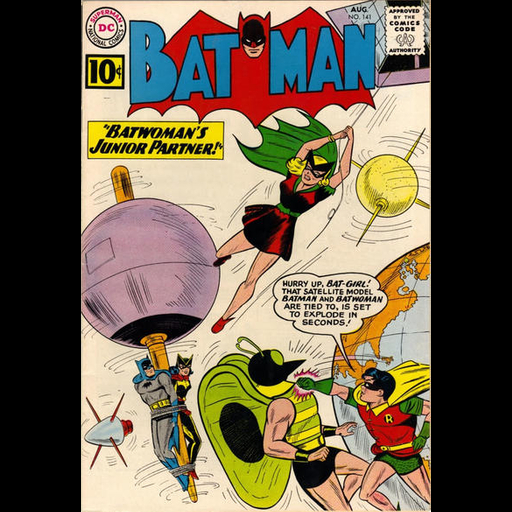 SUPERMAN
DC
NATIONAL COMICS
10¢
BATMAN
AUG.
NO. 141
APPROVED
BY THE
COMICS
CODE
AUTHORITY
"BATWOMAN'S
JUNIOR PARTNER!"
HURRY UP, BAT-GIRL!
THAT SATELLITE MODEL
BATMAN AND BATWOMAN
ARE TIED TO, IS SET
TO EXPLODE IN
SECONDS!
R